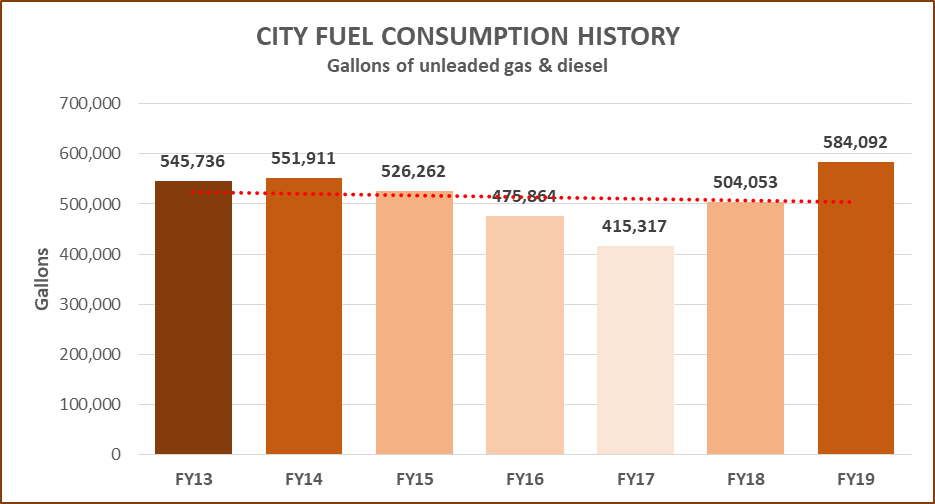 CITY FUEL CONSUMPTION HISTORY
Gallons of unleaded gas & diesel
Gallons
700,000
600,000
500,000
400,000
300,000
200,000
100,000
0
545,736
551,911
526,262
475,864
415,317
504,053
584,092
FY13
FY14
FY15
FY16
FY17
FY18
FY19